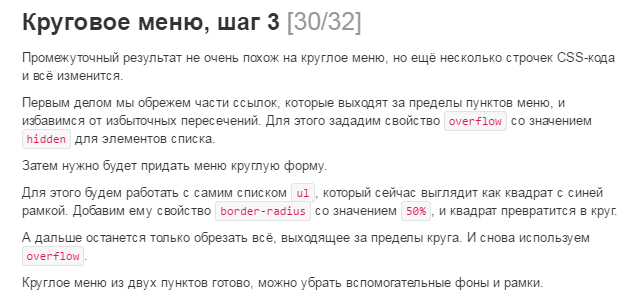 Круговое меню, шаг 3 [30/32]
Промежуточный результат не очень похож на круглое меню, но ещё несколько строчек CSS-кода
и всё изменится.
Первым делом мы обрежем части ссылок, которые выходят за пределы пунктов меню, и
избавимся от избыточных пересечений. Для этого зададим свойство overflow со значением
hidden для элементов списка.
Затем нужно будет придать меню круглую форму.
Для этого будем работать с самим списком ul, который сейчас выглядит как квадрат с синей
рамкой. Добавим ему свойство border-radius со значением 50%, и квадрат превратится в круг.
А дальше останется только обрезать всё, выходящее за пределы круга. И снова используем
overflow.
Круглое меню из двух пунктов готово, можно убрать вспомогательные фоны и рамки.